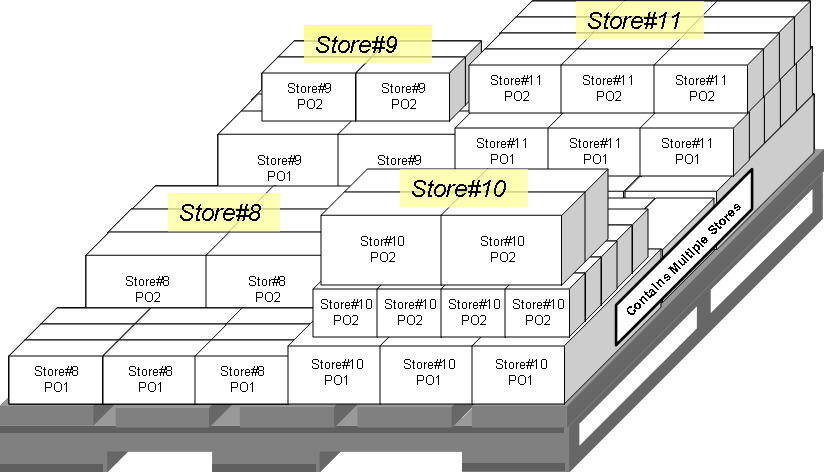 Store#11
Store#9
Store#9 Store#9
PO2 PO2
Store#11 Store#11 Store#11
PO2 PO2 PO2
Store#11 Store#11 Store#11
PO1 PO1 PO1
Store#9 Store#9
PO1
Store#10
Store#8
Stor#10 Stor#10
PO2 PO2
Store#8 Store#8
PO2 PO2
Store#10 Store#10 Store#10 Store#10
PO2 PO2 PO2 PO2
Store#8 Store#8 Store#8
PO1 PO1 PO1
Store#10 Store#10 Store#10
PO1 PO1 PO1
Contains Multiple Stores